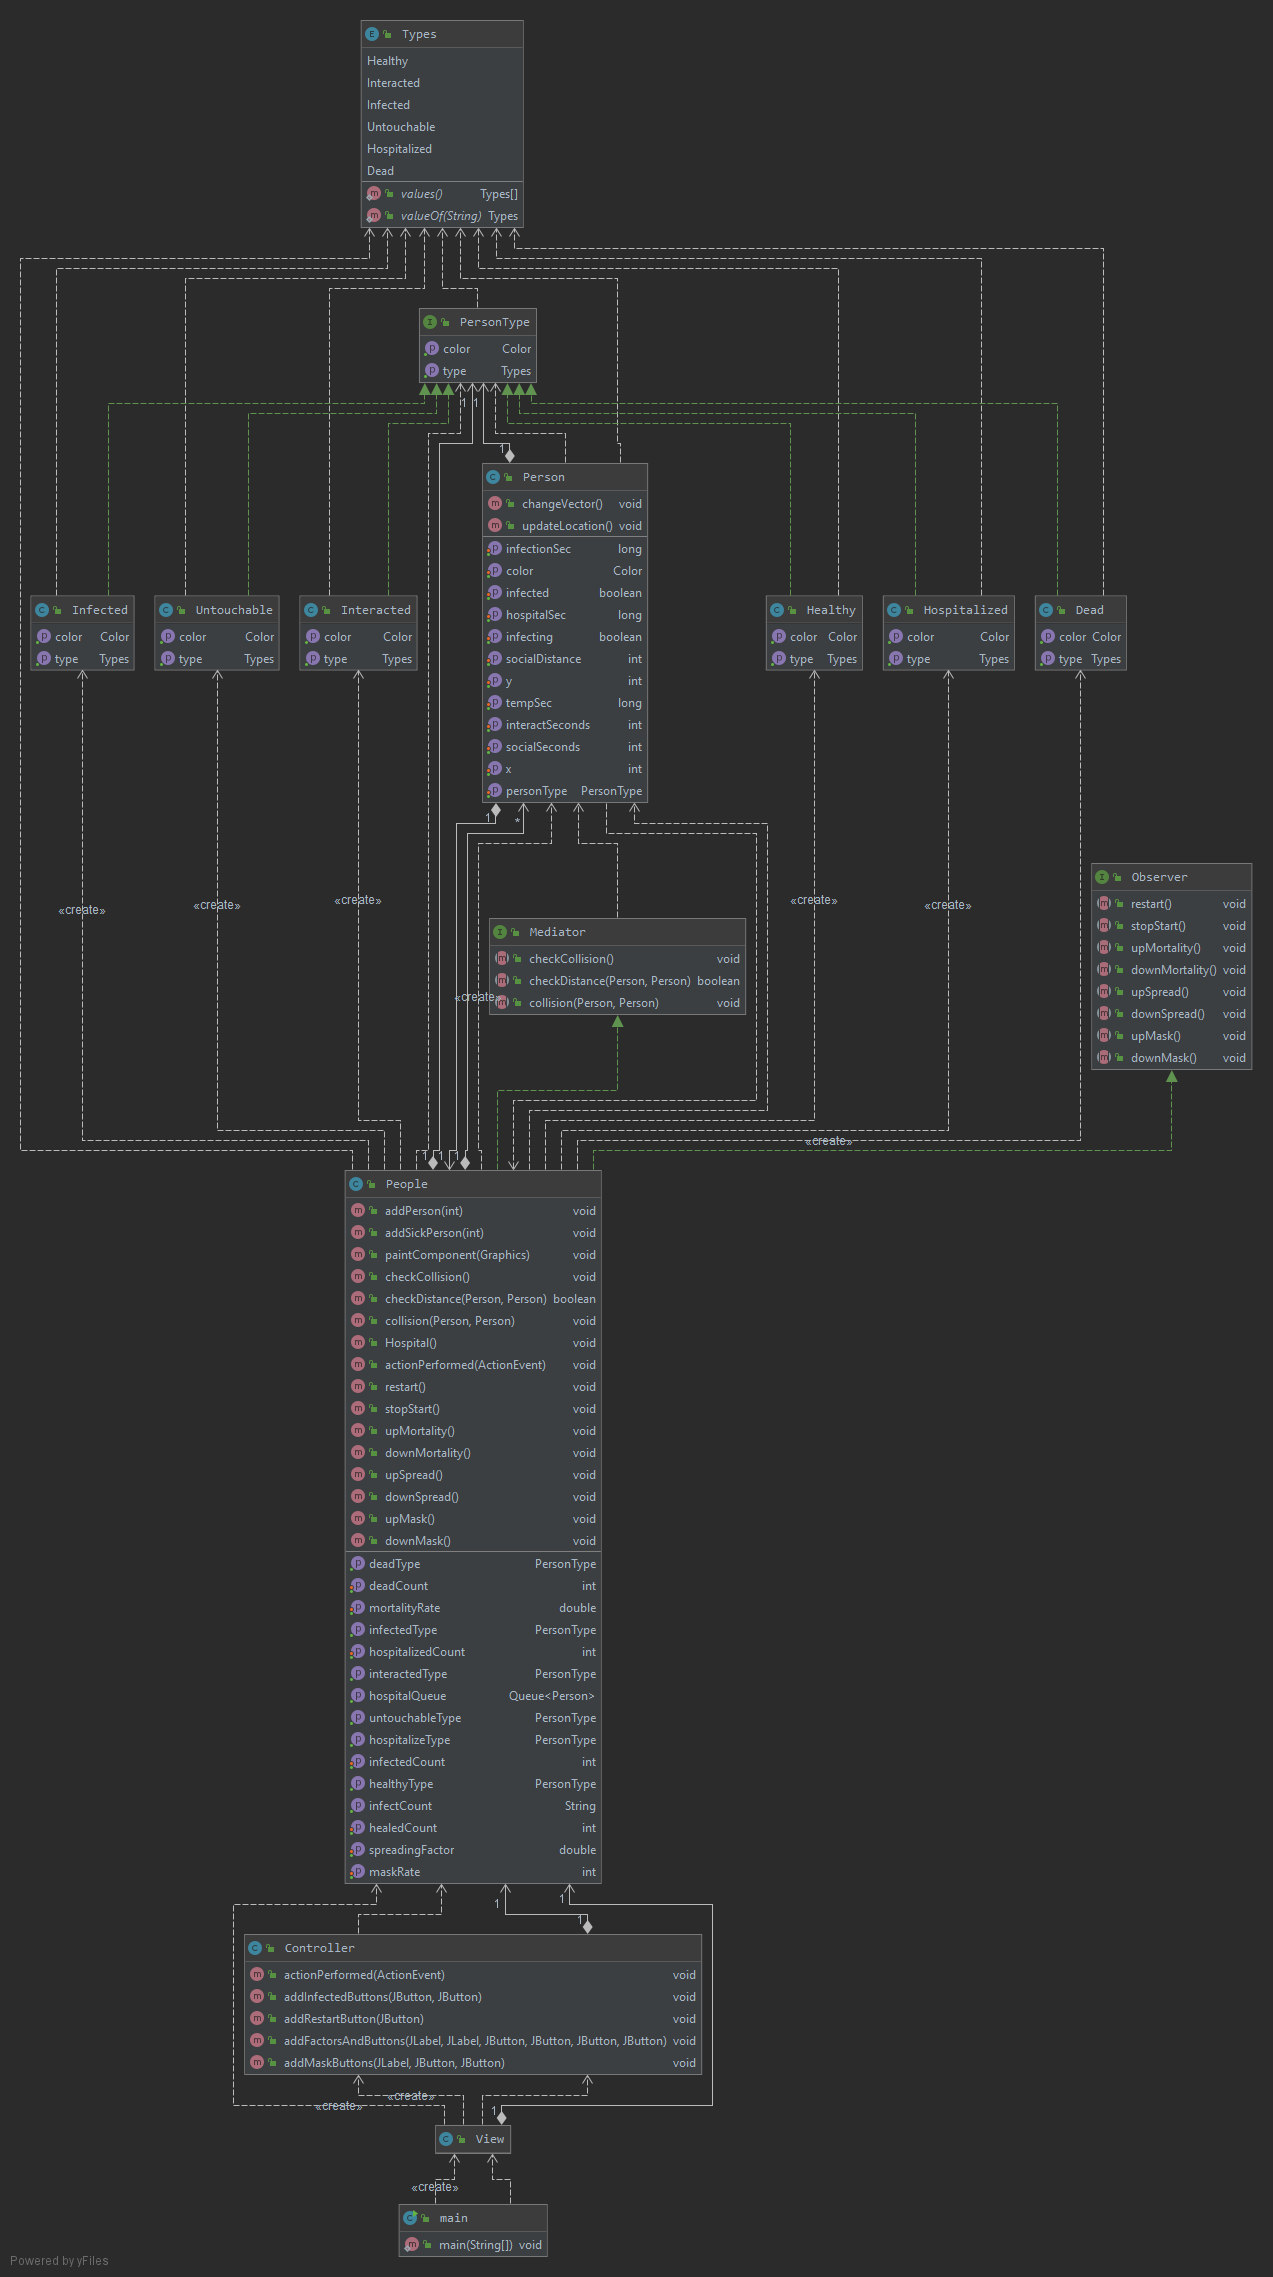 Types
Healthy
Interacted
Infected
Untouchable
Hospitalized
Dead
values() Types[]
valueOf(String) Types
PersonType
color Color
type Types
1 1
1
Person
changeVector() void
updateLocation() void
infectionSec long
color Color
infected boolean
hospitalSec long
infecting boolean
socialDistance int
y int
tempSec long
interactSeconds int
socialSeconds int
x int
personType PersonType
Infected
color Color
type Types
Untouchable
color Color
type Types
Interacted
color Color
type Types
Healthy
color Color
type Types
Hospitalized
color Color
type Types
Dead
color Color
type Types
1 *
«create»
«create»
«create»
«create»
«create»
Observer
restart() void
stopStart() void
upMortality() void
downMortality() void
upSpread() void
downSpread() void
upMask() void
downMask() void
Mediator
checkCollision() void
checkDistance(Person, Person) boolean
collision(Person, Person) void
«create»
«create»
1 1 1
People
addPerson(int) void
addSickPerson(int) void
paintComponent(Graphics) void
checkCollision() void
checkDistance(Person, Person) boolean
collision(Person, Person) void
Hospital() void
actionPerformed(ActionEvent) void
restart() void
stopStart() void
upMortality() void
downMortality() void
upSpread() void
downSpread() void
upMask() void
downMask() void
deadType PersonType
deadCount int
mortalityRate double
infectedType PersonType
hospitalizedCount int
interactedType PersonType
hospitalQueue Queue<Person>
untouchableType PersonType
hospitalizeType PersonType
infectedCount int
healthyType PersonType
infectCount String
healedCount int
spreadingFactor double
maskRate int
1 1
1
Controller
actionPerformed(ActionEvent) void
addInfectedButtons(JButton, JButton) void
addRestartButton(JButton) void
addFactorsAndButtons(JLabel, JLabel, JButton, JButton, JButton, JButton) void
addMaskButtons(JLabel, JButton, JButton) void
«create»
«create»
1
View
«create»
main
main(String[]) void
Powered by yFiles